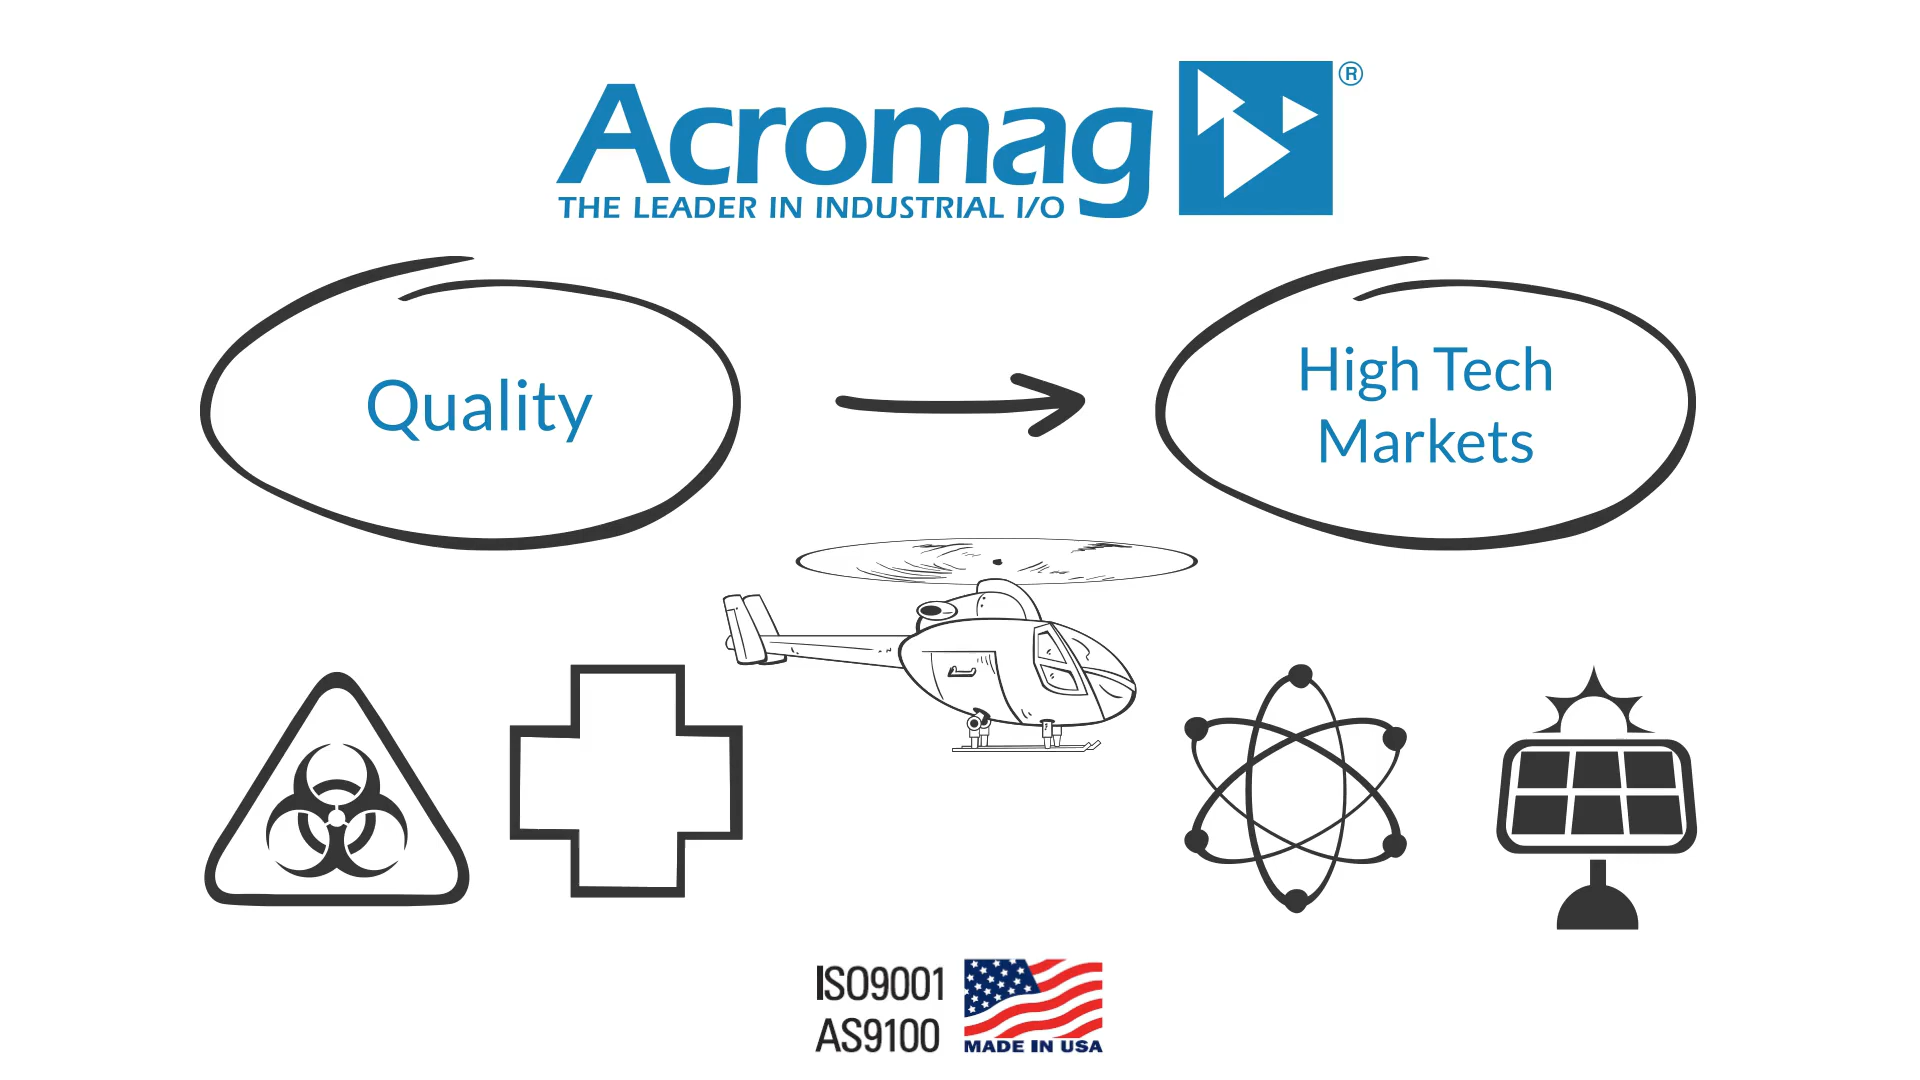 Acromag
®
THE LEADER IN INDUSTRIAL I/O
Quality
High Tech
Markets
ISO9001
AS9100
MADE IN USA